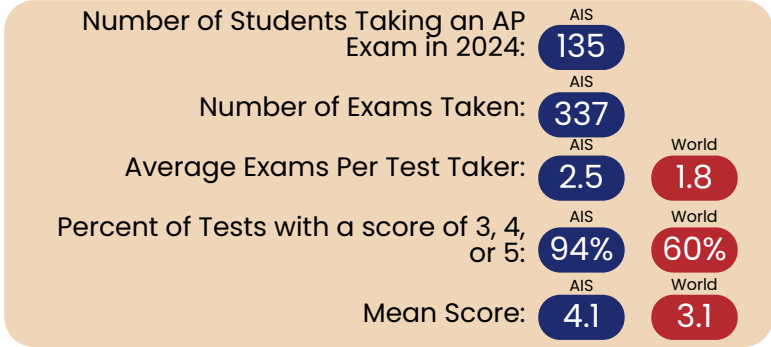 Number of Students Taking an AP
Exam in 2024:
AIS
135
Number of Exams Taken:
AIS
337
Average Exams Per Test Taker:
AIS
2.5
World
1.8
Percent of Tests with a score of 3, 4,
or 5:
AIS
94%
World
60%
Mean Score:
AIS
4.1
World
3.1